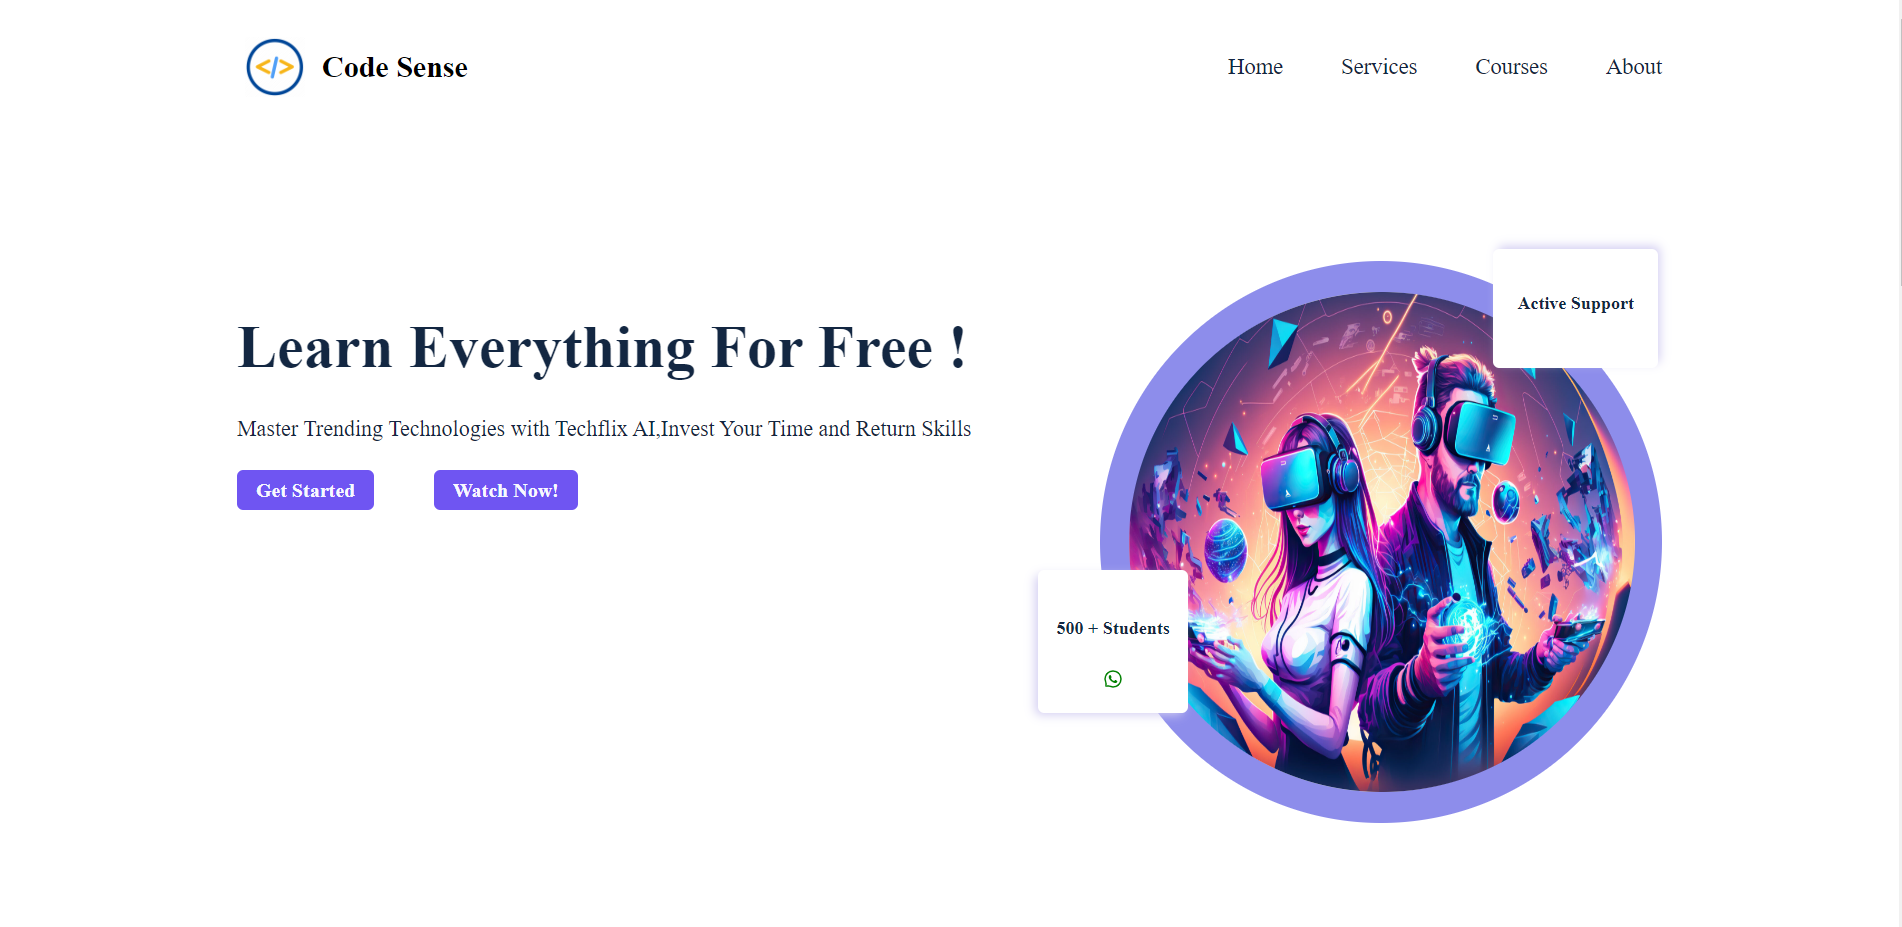 Code Sense
Home
Services
Courses
About
Active Support
Learn Everything For Free !
Master Trending Technologies with Techflix AI,Invest Your Time and Return Skills
Get Started
Watch Now!
500 + Students